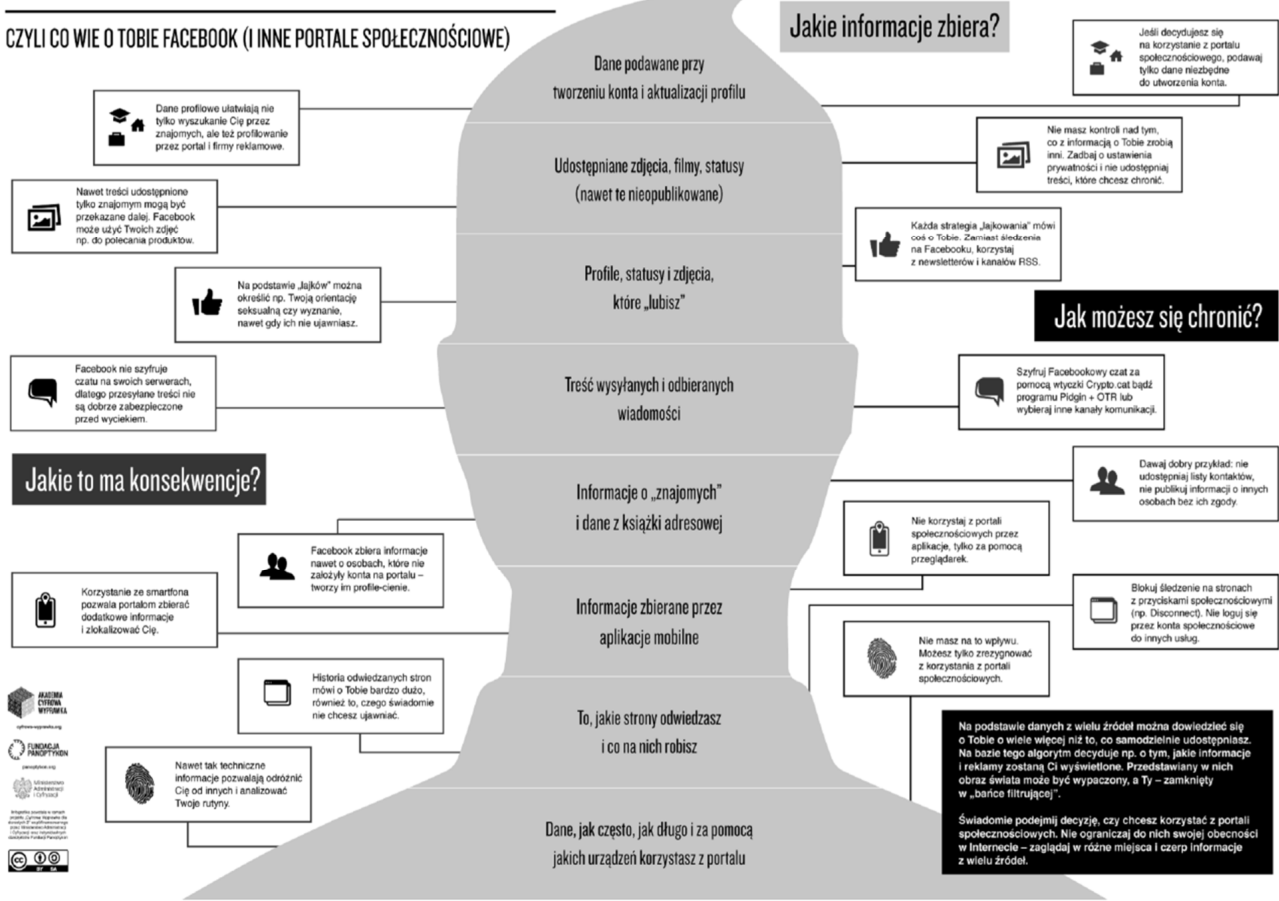 CZYLI CO WIE O TOBIE FACEBOOK (I INNE PORTALE SPOŁECZNOŚCIOWE)
Jakie informacje zbiera?
Dane podawane przy
tworzeniu konta i aktualizacji profilu
Jeśli decydujesz się
na korzystanie z portalu
społecznościowego, podawaj
tylko dane niezbędne
do utworzenia konta.
Dane profilowe ułatwiają nie
tylko wyszukanie Cię przez
znajomych, ale też profilowanie
przez portal i firmy reklamowe.
Udostępniane zdjęcia, filmy, statusy
(nawet te nieopublikowane)
Nie masz kontroli nad tym,
co z informacją o Tobie zrobią
inni. Zadbaj o ustawienia
prywatności i nie udostępniaj
treści, które chcesz chronić.
Nawet treści udostępnione
tylko znajomym mogą być
przekazane dalej. Facebook
może użyć Twoich zdjęć
np. do polecania produktów.
Każda strategia „lajkowania” mówi
coś o Tobie. Zamiast śledzenia
na Facebooku, korzystaj
z newsletterów i kanałów RSS.
Profile, statusy i zdjęcia,
które „lubisz”
Na podstawie „lajków” można
określić np. Twoją orientację
seksualną czy wyznanie,
nawet gdy ich nie ujawniasz.
Jak możesz się chronić?
Facebook nie szyfruje
czatu na swoich serwerach,
dlatego przesyłane treści nie
są dobrze zabezpieczone
przed wyciekiem.
Treść wysyłanych i odbieranych
wiadomości
Szyfruj Facebookowy czat za
pomocą wtyczki Crypto.cat bądź
programu Pidgin + OTR lub
wybieraj inne kanały komunikacji.
Jakie to ma konsekwencje?
Informacje o „znajomych”
i dane z książki adresowej
Dawaj dobry przykład: nie
udostępniaj listy kontaktów,
nie publikuj informacji o innych
osobach bez ich zgody.
Facebook zbiera informacje
nawet o osobach, które nie
założyły konta na portalu –
tworzy im profile-cienie.
Nie korzystaj z portali
społecznościowych przez
aplikacje, tylko za pomocą
przeglądarek.
Korzystanie ze smartfona
pozwala portalom zbierać
dodatkowe informacje
i zlokalizować Cię.
Informacje zbierane przez
aplikacje mobilne
Blokuj śledzenie na stronach
z przyciskami społecznościowymi
(np. Disconnect). Nie loguj się
przez konta społecznościowe
do innych usług.
Nie masz na to wpływu.
Możesz tylko zrezygnować
z korzystania z portali
społecznościowych.
Historia odwiedzanych stron
mówi o Tobie bardzo dużo,
również to, czego świadomie
nie chcesz ujawniać.
To, jakie strony odwiedzasz
i co na nich robisz
Nawet tak techniczne
informacje pozwalają odróżnić
Cię od innych i analizować
Twoje rutyny.
Dane, jak często, jak długo i za pomocą
jakich urządzeń korzystasz z portalu
Na podstawie danych z wielu źródeł można dowiedzieć się
o Tobie o wiele więcej niż to, co samodzielnie udostępniasz.
Na bazie tego algorytm decyduje np. o tym, jakie informacje
i reklamy zostaną Ci wyświetlone. Przedstawiany w nich
obraz świata może być wypaczony, a Ty – zamknięty
w „bańce filtrującej”.
Świadomie podejmij decyzję, czy chcesz korzystać z portali
społecznościowych. Nie ograniczaj do nich swojej obecności
w Internecie – zaglądaj w różne miejsca i czerp informacje
z wielu źródeł.
AKADEMIA
CYFROWA
WYPRAWKA
cyfrowa-wyprawka.org
FUNDACJA
PANOPTYKON
panoptykon.org
Ministerstwo
Administracji
i Cyfryzacji
CC
BY SA